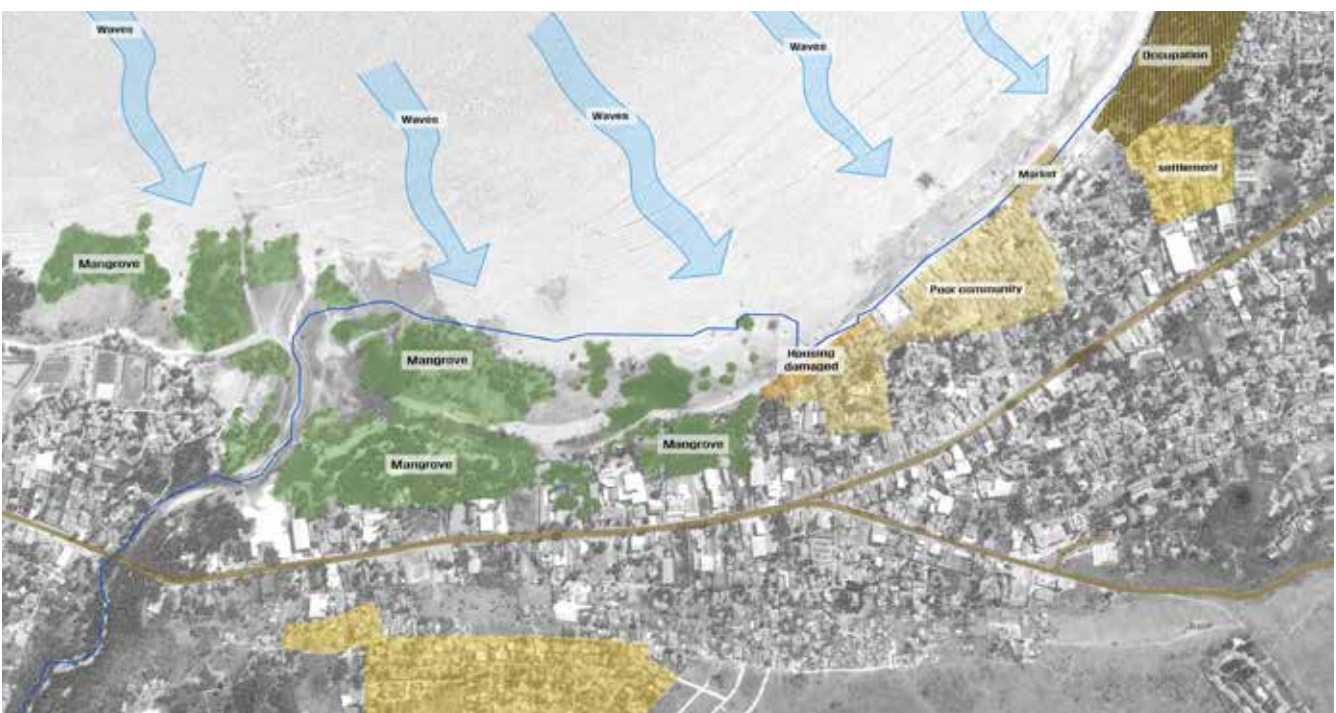 Waves
Waves
Occupation
Waves
Waves
settlement
Market
Mangrove
Poor community
Mangrove
Housing
damaged
Mangrove
Mangrove